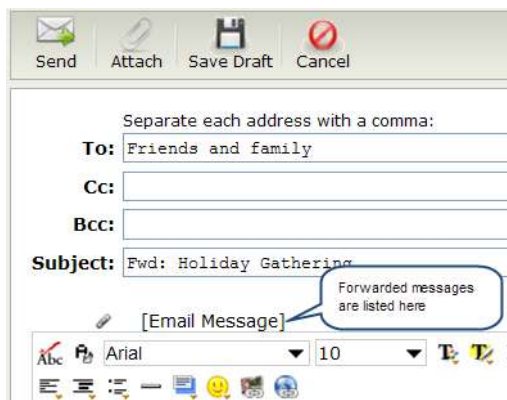 Send Attach Save Draft Cancel
Separate each address with a comma:
To: Friends and family
Cc:
Bcc:
Subject: Fwd: Holiday Gathering
Forwarded messages
are listed here
[Email Message]
Abc Arial 10 T T